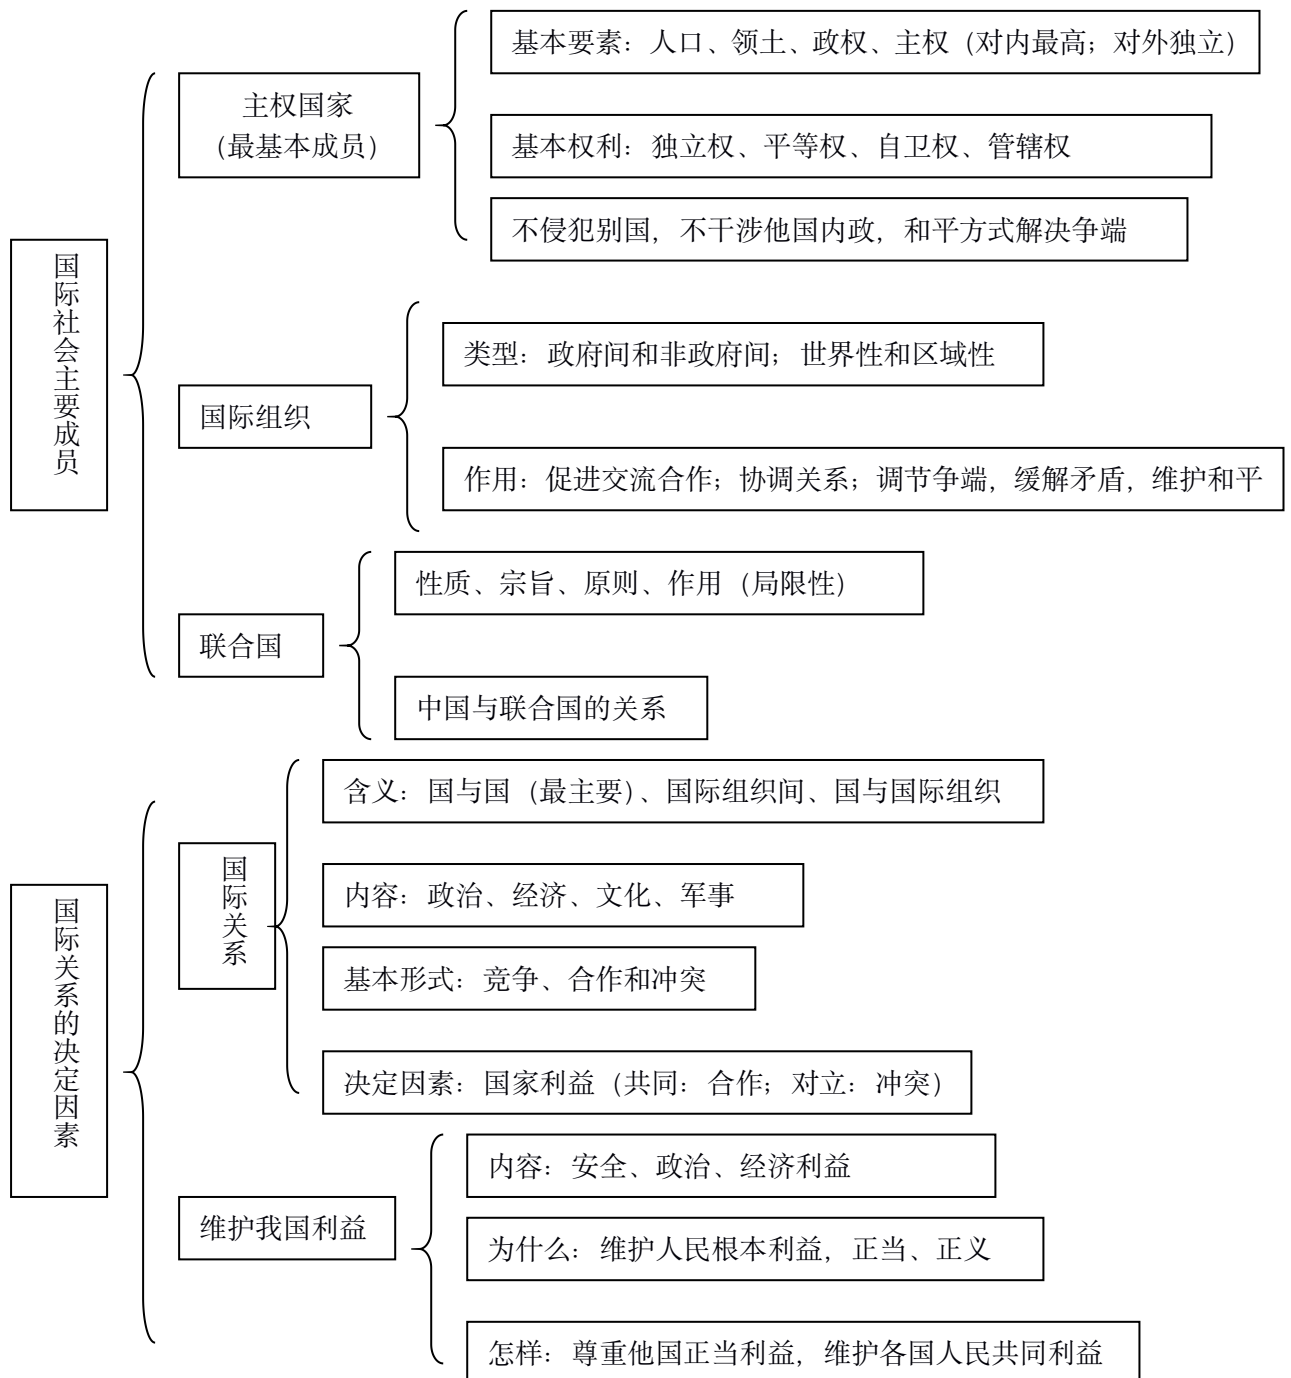 国际社会主要成员
主权国家
（最基本成员）
基本要素：人口、领土、政权、主权（对内最高；对外独立）
基本权利：独立权、平等权、自卫权、管辖权
不侵犯别国，不干涉他国内政，和平方式解决争端
国际组织
类型：政府间和非政府间；世界性和区域性
作用：促进交流合作；协调关系；调节争端，缓解矛盾，维护和平
联合国
性质、宗旨、原则、作用（局限性）
中国与联合国的关系
国际关系的决定因素
国际关系
含义：国与国（最主要）、国际组织间、国与国际组织
内容：政治、经济、文化、军事
基本形式：竞争、合作和冲突
决定因素：国家利益（共同：合作；对立：冲突）
维护我国利益
内容：安全、政治、经济利益
为什么：维护人民根本利益，正当、正义
怎样：尊重他国正当利益，维护各国人民共同利益